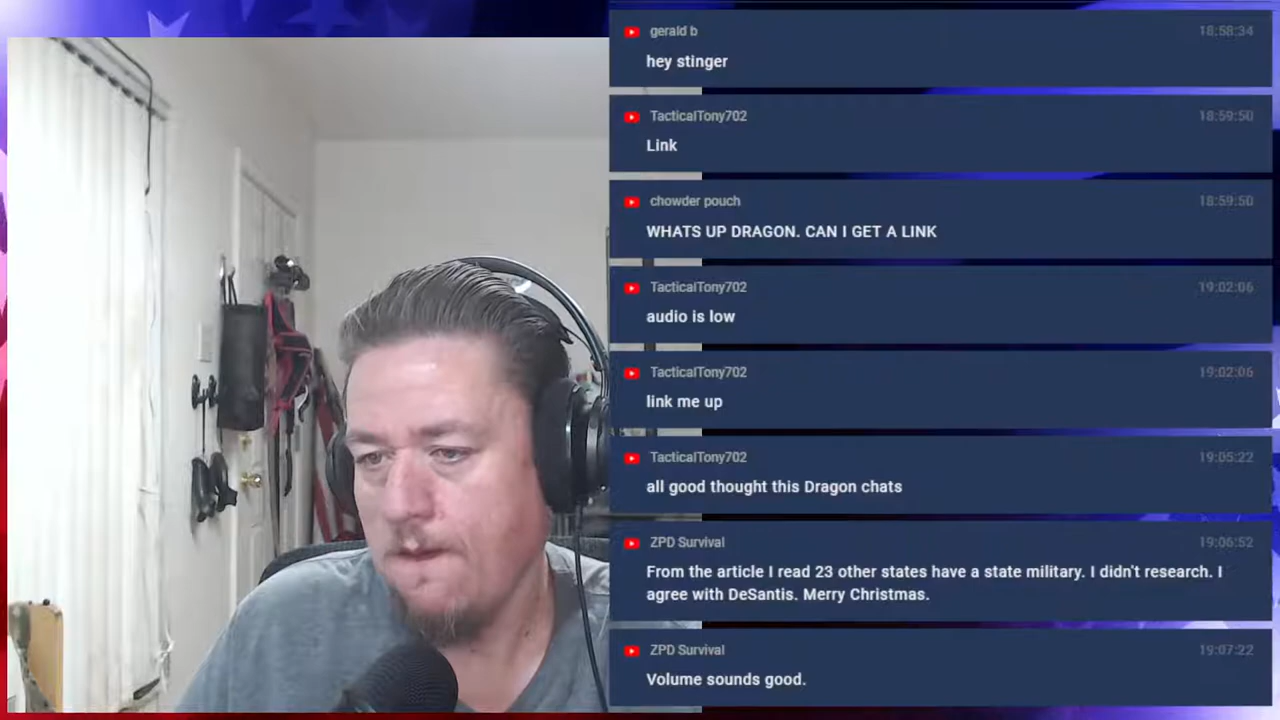 gerald b 18:58:34
hey stinger
TacticalTony702 18:59:50
Link
chowder pouch 18:59:50
WHATS UP DRAGON. CAN I GET A LINK
TacticalTony702 19:02:06
audio is low
TacticalTony702 19:02:06
link me up
TacticalTony702 19:05:22
all good thought this Dragon chats
ZPD Survival 19:06:52
From the article I read 23 other states have a state military. I didn't research. I
agree with DeSantis. Merry Christmas.
ZPD Survival 19:07:22
Volume sounds good.